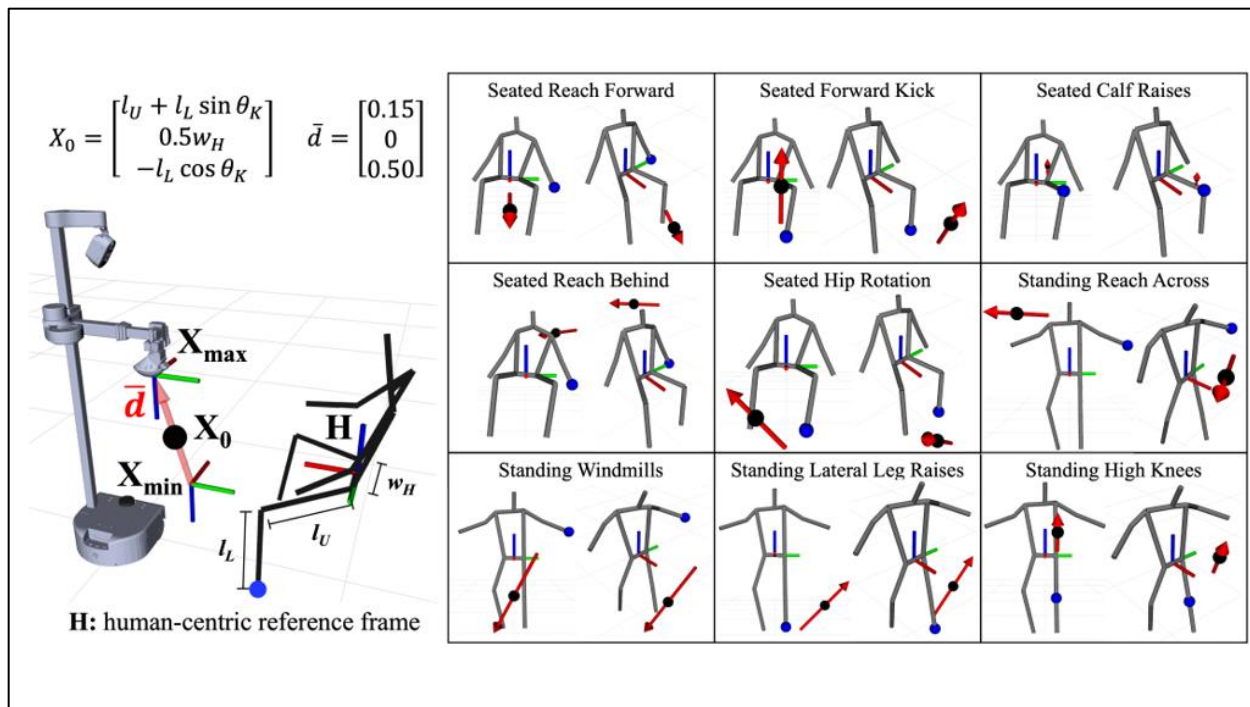 X₀ = [l_U + l_L sin θ_K
0.5w_H
−l_L cos θ_K]
d̄ = [0.15
0
0.50]
X_max
d̄
X₀
X_min
H
w_H
l_U
l_L
H: human-centric reference frame
Seated Reach Forward
Seated Forward Kick
Seated Calf Raises
Seated Reach Behind
Seated Hip Rotation
Standing Reach Across
Standing Windmills
Standing Lateral Leg Raises
Standing High Knees